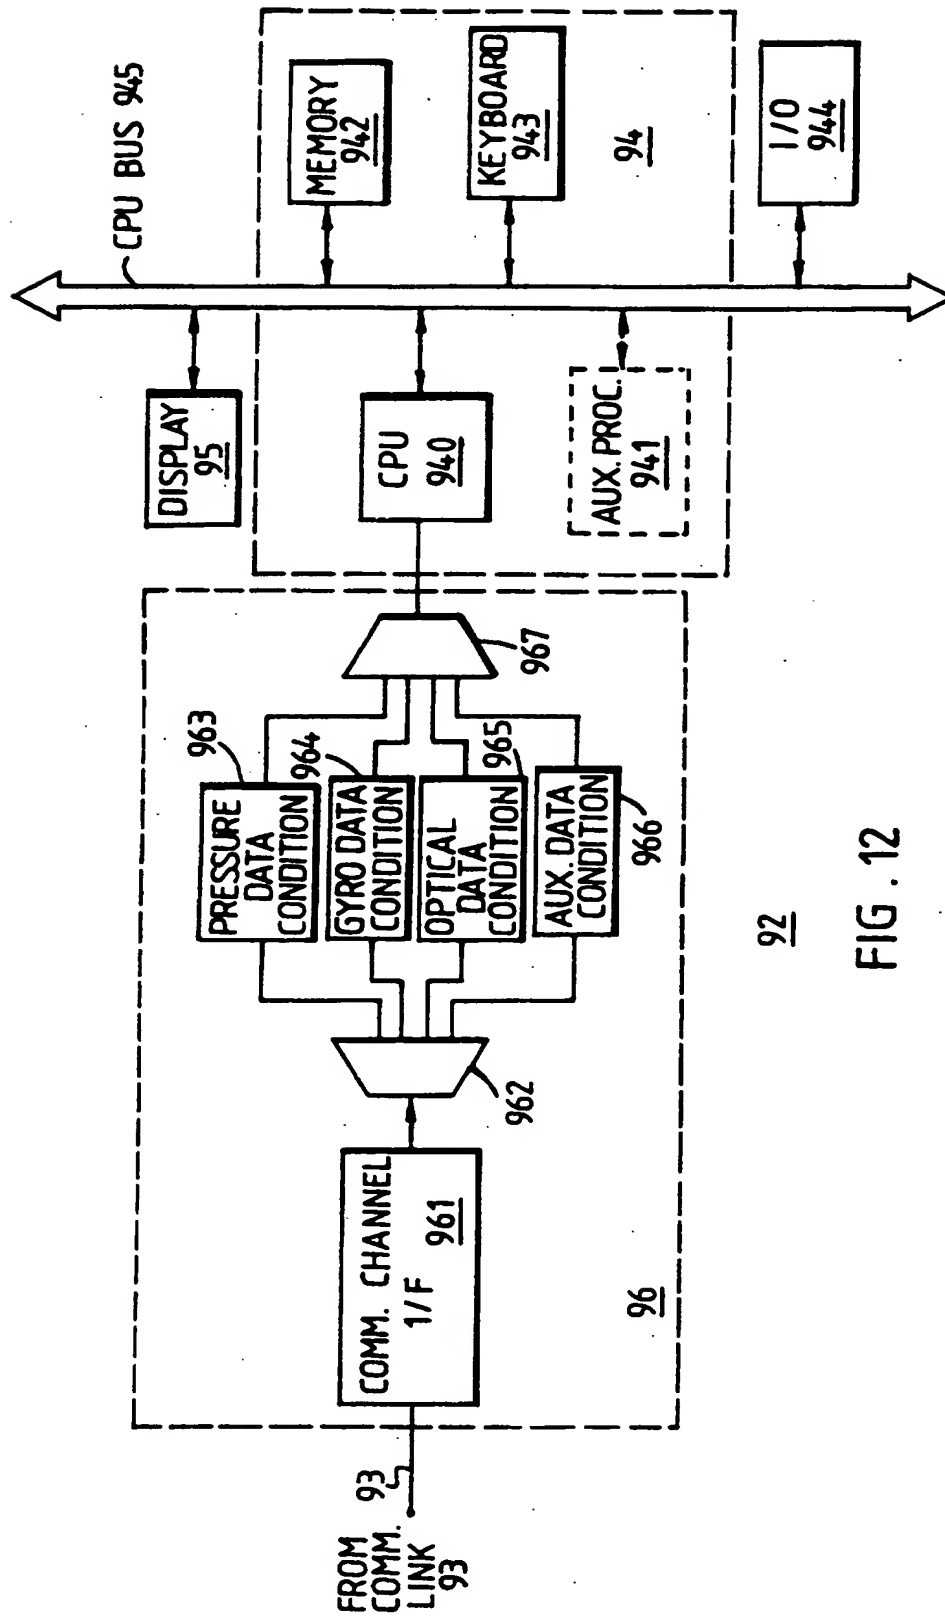 FROM
COMM.
LINK
93
93
COMM. CHANNEL
1/F
961
962
PRESSURE
DATA
CONDITION
963
GYRO DATA
CONDITION
964
OPTICAL
DATA
CONDITION
965
AUX. DATA
CONDITION
966
967
96
DISPLAY
95
CPU BUS 945
CPU
940
MEMORY
942
KEYBOARD
943
AUX. PROC.
941
94
I/O
944
92
FIG. 12